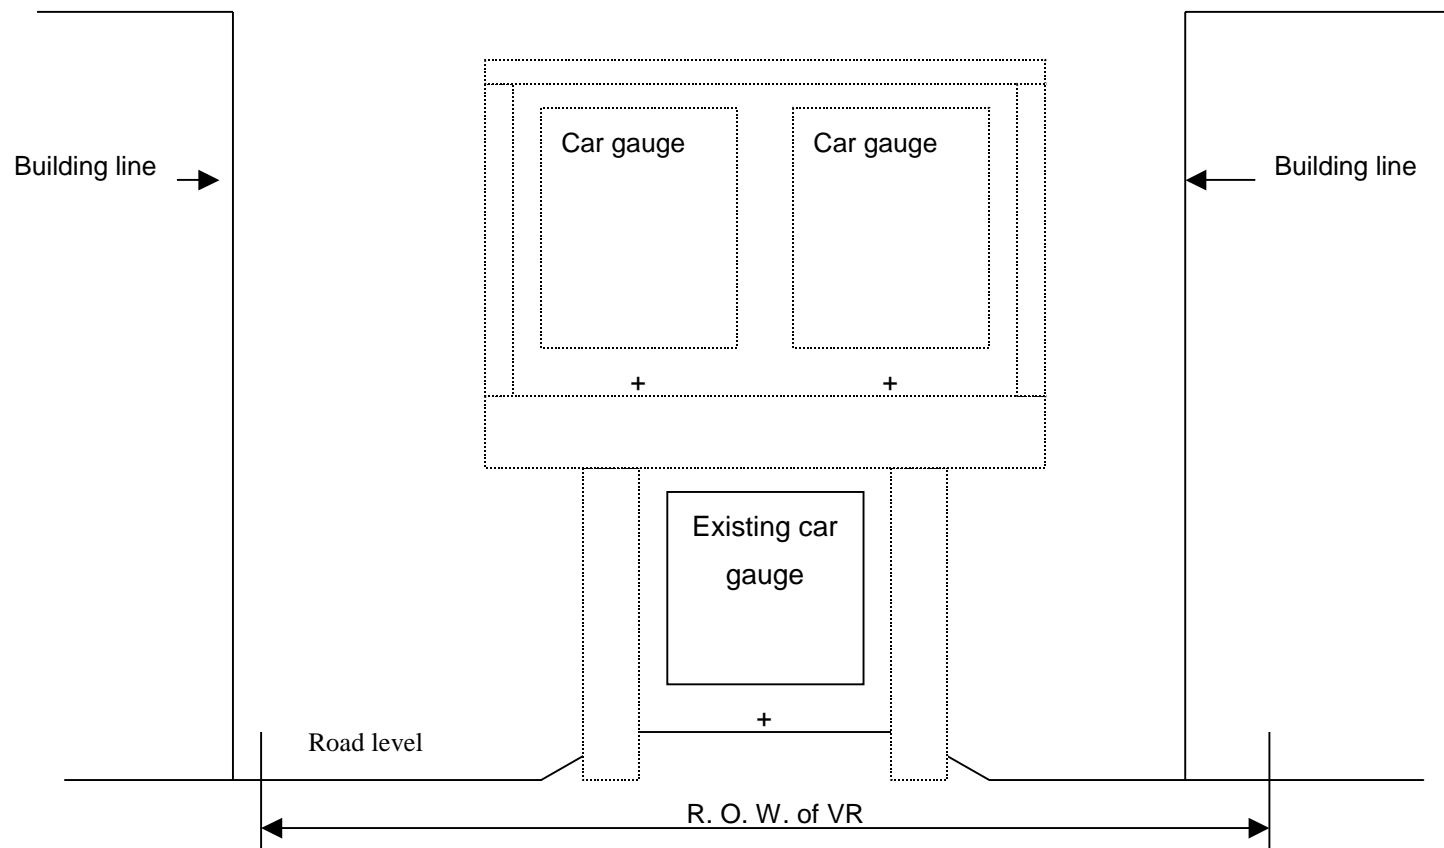 Car gauge
Car gauge
Building line
Building line
+
+
Existing car
gauge
+
Road level
R. O. W. of VR